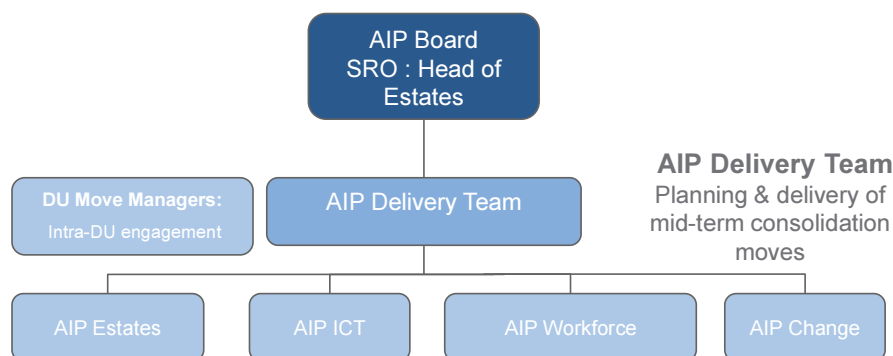 AIP Board
SRO : Head of
Estates
DU Move Managers:
Intra-DU engagement
AIP Delivery Team
AIP Delivery Team
Planning & delivery of
mid-term consolidation
moves
AIP Estates
AIP ICT
AIP Workforce
AIP Change